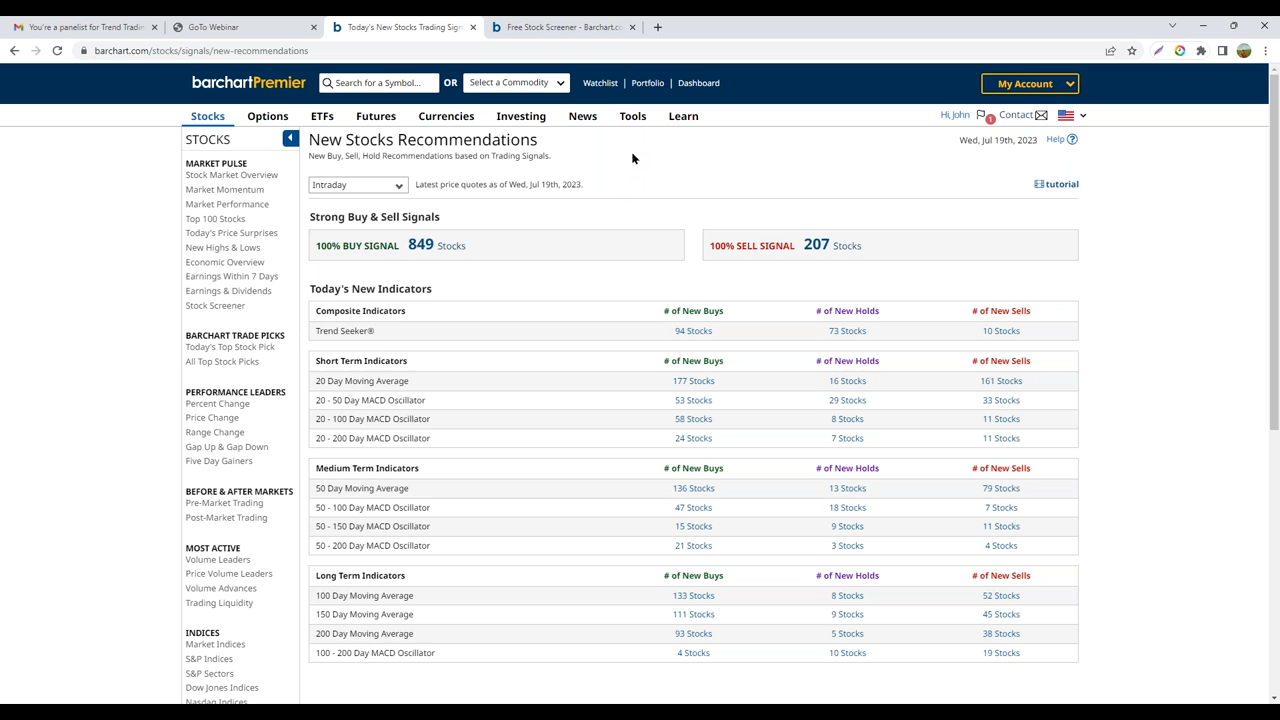 You're a panelist for Trend Tradin
GoTo Webinar
Today's New Stocks Trading Sign
Free Stock Screener - Barchart.co
barchart.com/stocks/signals/new-recommendations
barchartPremier
Search for a Symbol...
OR
Select a Commodity
Watchlist | Portfolio | Dashboard
My Account
Stocks Options ETFs Futures Currencies Investing News Tools Learn
Hi, John 1 Contact
STOCKS
MARKET PULSE
Stock Market Overview
Market Momentum
Market Performance
Top 100 Stocks
Today's Price Surprises
New Highs & Lows
Economic Overview
Earnings Within 7 Days
Earnings & Dividends
Stock Screener
BARCHART TRADE PICKS
Today's Top Stock Pick
All Top Stock Picks
PERFORMANCE LEADERS
Percent Change
Price Change
Range Change
Gap Up & Gap Down
Five Day Gainers
BEFORE & AFTER MARKETS
Pre-Market Trading
Post-Market Trading
MOST ACTIVE
Volume Leaders
Price Volume Leaders
Volume Advances
Trading Liquidity
INDICES
Market Indices
S&P Indices
S&P Sectors
Dow Jones Indices
Nasdaq Indices
New Stocks Recommendations
Wed, Jul 19th, 2023 Help ?
New Buy, Sell, Hold Recommendations based on Trading Signals.
Intraday Latest price quotes as of Wed, Jul 19th, 2023. tutorial
Strong Buy & Sell Signals
100% BUY SIGNAL 849 Stocks
100% SELL SIGNAL 207 Stocks
Today's New Indicators
Composite Indicators # of New Buys # of New Holds # of New Sells
Trend Seeker® 94 Stocks 73 Stocks 10 Stocks
Short Term Indicators # of New Buys # of New Holds # of New Sells
20 Day Moving Average 177 Stocks 16 Stocks 161 Stocks
20 - 50 Day MACD Oscillator 53 Stocks 29 Stocks 33 Stocks
20 - 100 Day MACD Oscillator 58 Stocks 8 Stocks 11 Stocks
20 - 200 Day MACD Oscillator 24 Stocks 7 Stocks 11 Stocks
Medium Term Indicators # of New Buys # of New Holds # of New Sells
50 Day Moving Average 136 Stocks 13 Stocks 79 Stocks
50 - 100 Day MACD Oscillator 47 Stocks 18 Stocks 7 Stocks
50 - 150 Day MACD Oscillator 15 Stocks 9 Stocks 11 Stocks
50 - 200 Day MACD Oscillator 21 Stocks 3 Stocks 4 Stocks
Long Term Indicators # of New Buys # of New Holds # of New Sells
100 Day Moving Average 133 Stocks 8 Stocks 52 Stocks
150 Day Moving Average 111 Stocks 9 Stocks 45 Stocks
200 Day Moving Average 93 Stocks 5 Stocks 38 Stocks
100 - 200 Day MACD Oscillator 4 Stocks 10 Stocks 19 Stocks